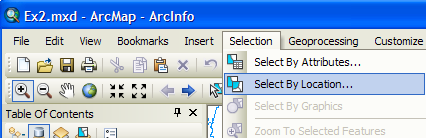 Ex2.mxd - ArcMap - ArcInfo
File Edit View Bookmarks Insert Selection Geoprocessing Customize
Select By Attributes...
Select By Location...
Table Of Contents
Select By Graphics
Zoom To Selected Features